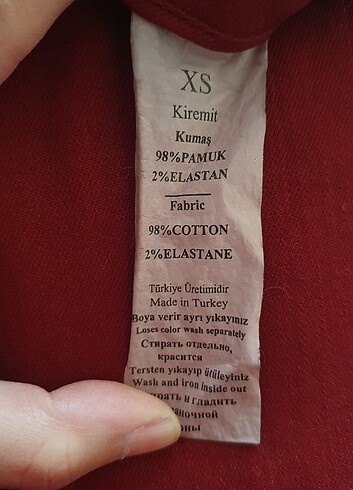 XS
Kiremit
Kumaş
98%PAMUK
2%ELASTAN
Fabric
98%COTTON
2%ELASTANE
Türkiye Üretimidir
Made in Turkey
Boya verir ayrı yıkayınız
Loses color wash separately
Стирать отдельно,
красится
Tersten yıkayıp ütüleyiniz
Wash and iron inside out
и гладить